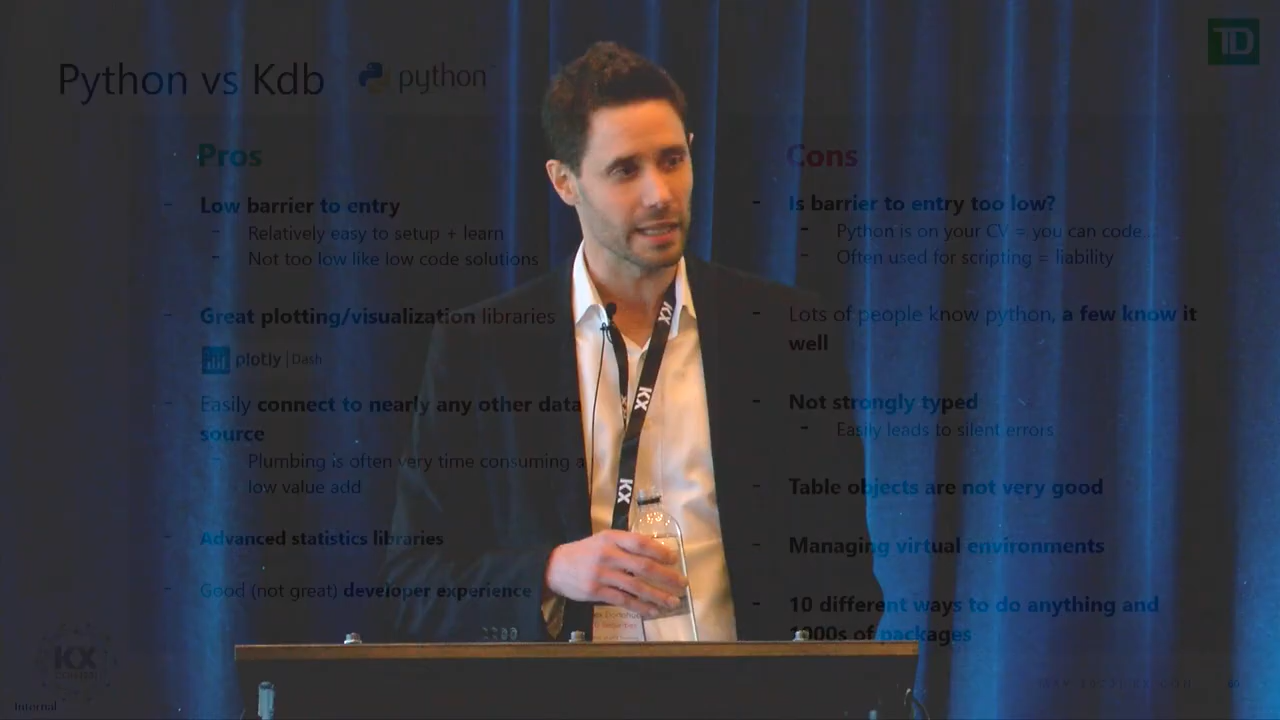 TD
Python vs Kdb
python
Pros
Cons
- Low barrier to entry
- Relatively easy to setup + learn
- Not too low like low code solutions
- Great plotting/visualization libraries
plotly | Dash
- Easily connect to nearly any other data
source
- Plumbing is often very time consuming a
low value add
- Advanced statistics libraries
- Good (not great) developer experience
- Is barrier to entry too low?
- Python is on your CV = you can code...
- Often used for scripting = liability
- Lots of people know python, a few know it
well
- Not strongly typed
- Easily leads to silent errors
- Table objects are not very good
- Managing virtual environments
- 10 different ways to do anything and
1000s of packages
KX
KX
KX
KX
Internal
60